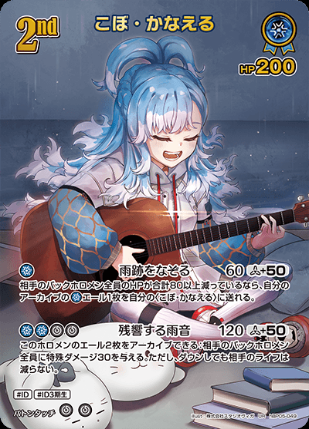 2nd
こぼ・かなえる
HP200
雨跡をなぞる 60 +50
相手のバックホロメン全員のHPが合計80以上減っているなら、自分の
アーカイブの エール1枚を自分の〈こぼ・かなえる〉に送れる。
残響する雨音 120 +50
このホロメンのエール2枚をアーカイブできる：相手のバックホロメン
全員に特殊ダメージ30を与える。ただし、ダウンしても相手のライフは
減らない。
#ID #ID3期生
バトンタッチ